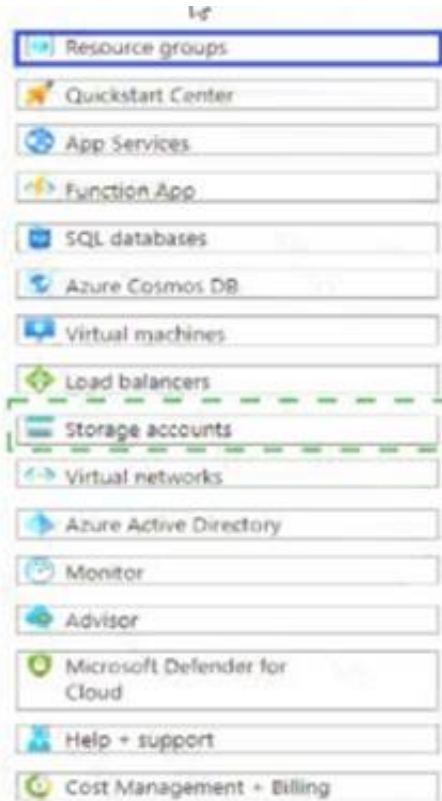 Resource groups
Quickstart Center
App Services
Function App
SQL databases
Azure Cosmos DB
Virtual machines
Load balancers
Storage accounts
Virtual networks
Azure Active Directory
Monitor
Advisor
Microsoft Defender for
Cloud
Help + support
Cost Management + Billing